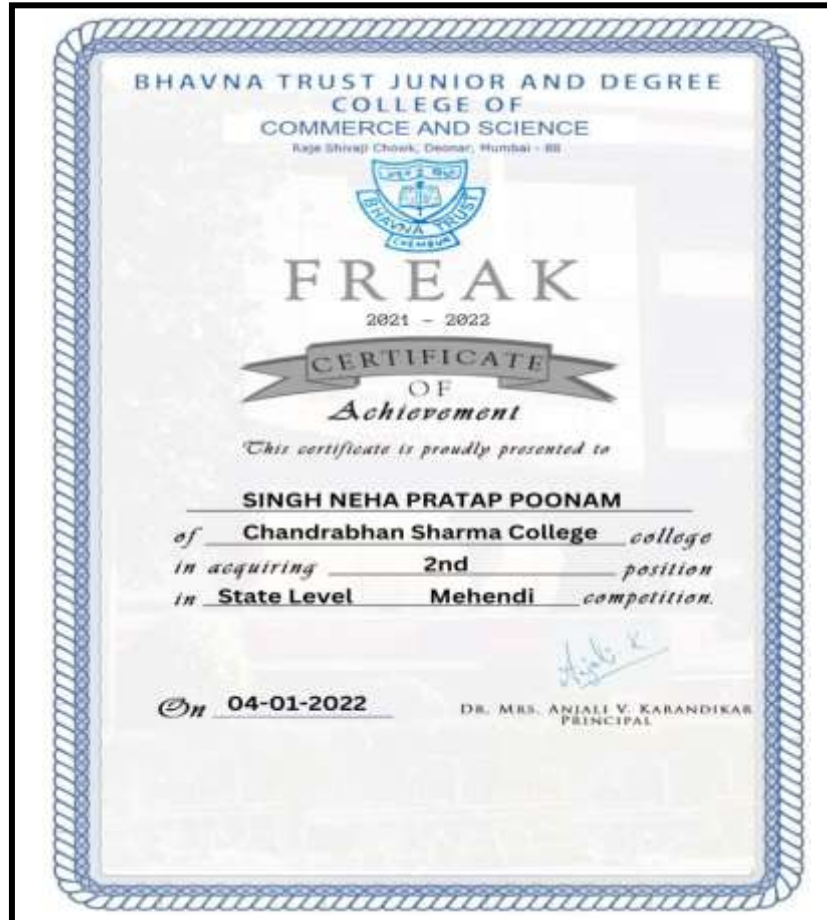 BHAVNA TRUST JUNIOR AND DEGREE
COLLEGE OF
COMMERCE AND SCIENCE
Raje Shivaji Chowk, Deonar, Mumbai - 88
BHAVNA TRUST
CHEMBUR
FREAK
2021 - 2022
CERTIFICATE
OF
Achievement
This certificate is proudly presented to
SINGH NEHA PRATAP POONAM
of Chandrabhan Sharma College college
in acquiring 2nd position
in State Level Mehendi competition.
Anjali K
On 04-01-2022
DR. MRS. ANJALI V. KARANDIKAR
PRINCIPAL